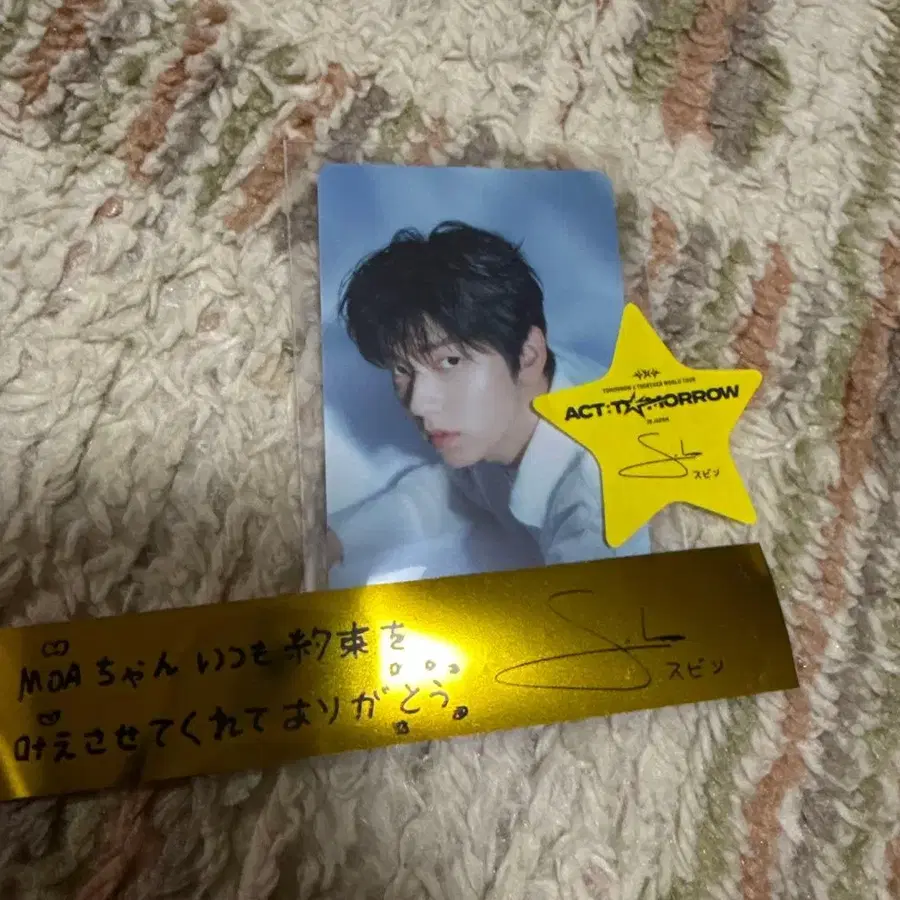 TOMORROW X TOGETHER WORLD TOUR
ACT:TOMORROW
IN JAPAN
スビン
MOAちゃん いつも約束を
叶えさせてくれてありがとう。
スビン